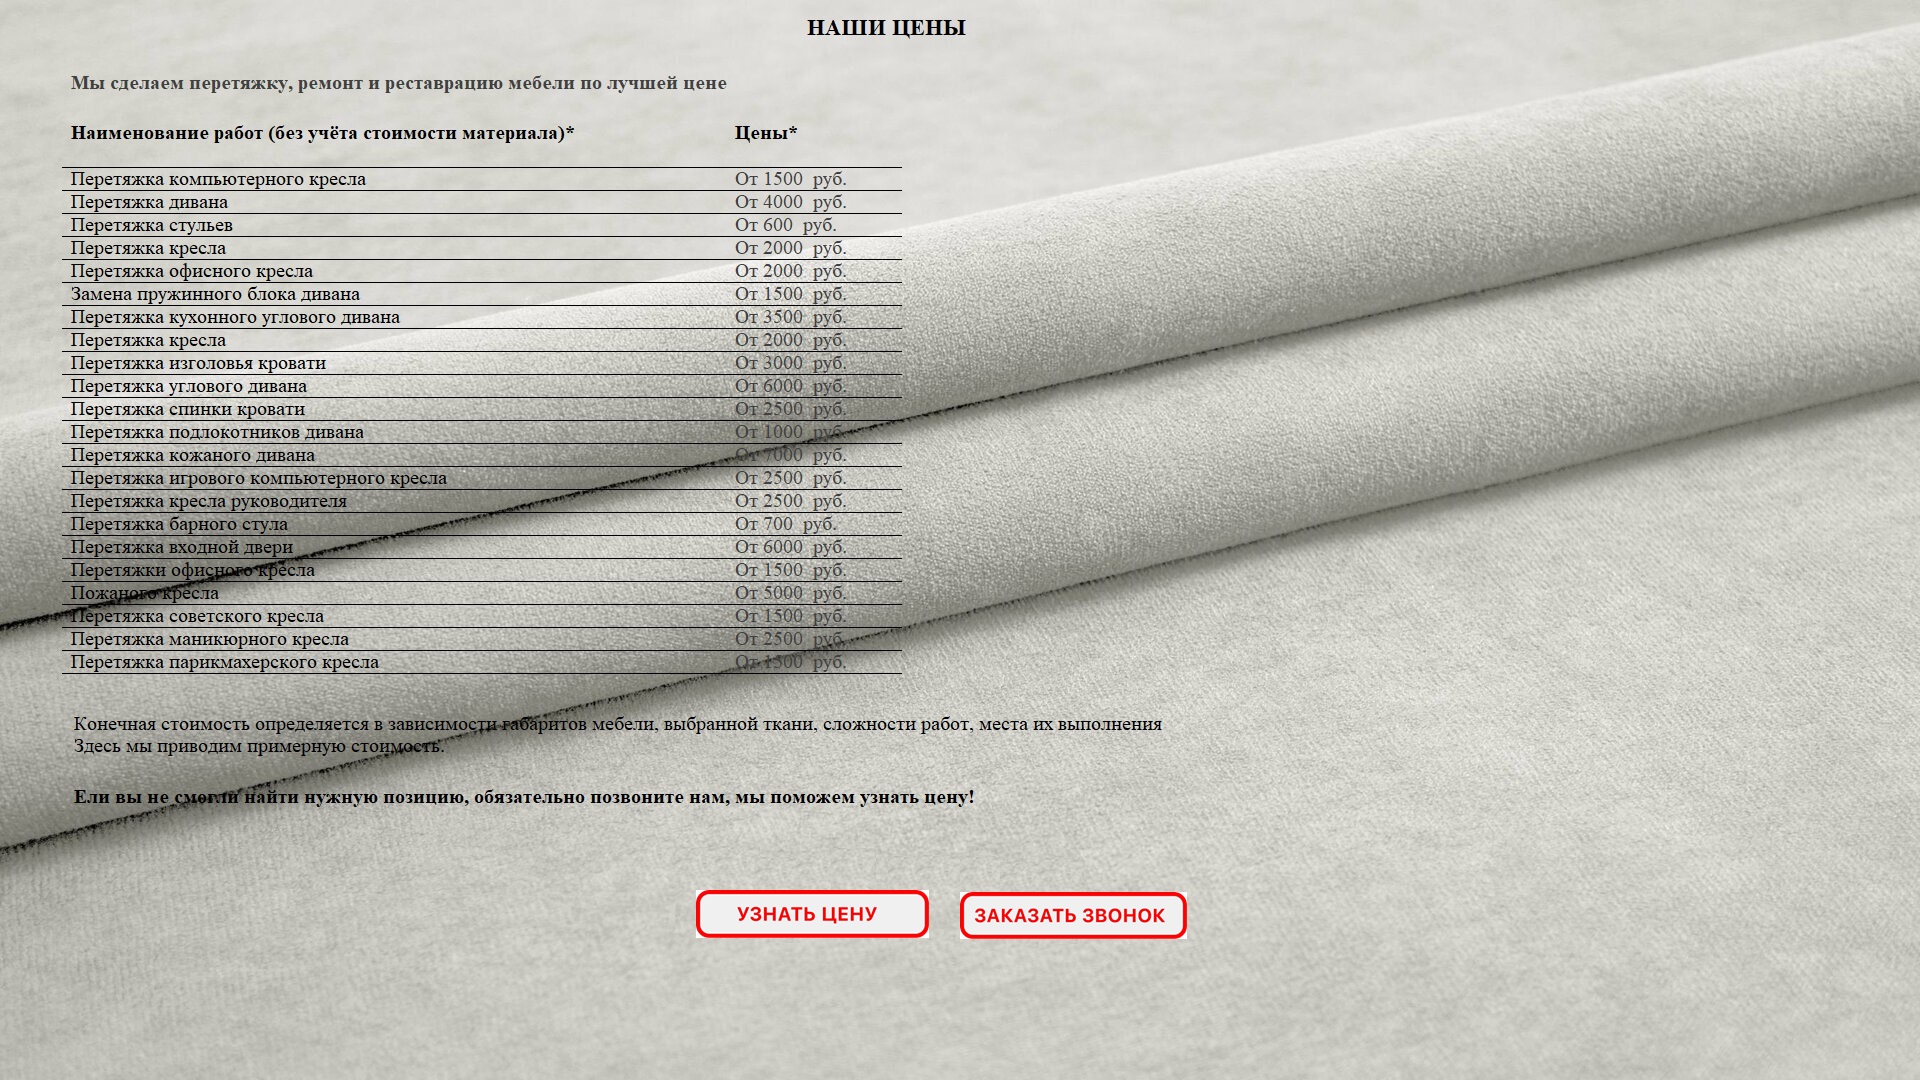 НАШИ ЦЕНЫ
Мы сделаем перетяжку, ремонт и реставрацию мебели по лучшей цене
Наименование работ (без учёта стоимости материала)* Цены*
Перетяжка компьютерного кресла От 1500 руб.
Перетяжка дивана От 4000 руб.
Перетяжка стульев От 600 руб.
Перетяжка кресла От 2000 руб.
Перетяжка офисного кресла От 2000 руб.
Замена пружинного блока дивана От 1500 руб.
Перетяжка кухонного углового дивана От 3500 руб.
Перетяжка кресла От 2000 руб.
Перетяжка изголовья кровати От 3000 руб.
Перетяжка углового дивана От 6000 руб.
Перетяжка спинки кровати От 2500 руб.
Перетяжка подлокотников дивана От 1000 руб.
Перетяжка кожаного дивана От 7000 руб.
Перетяжка игрового компьютерного кресла От 2500 руб.
Перетяжка кресла руководителя От 2500 руб.
Перетяжка барного стула От 700 руб.
Перетяжка входной двери От 6000 руб.
Перетяжки офисного кресла От 1500 руб.
Пожаного кресла От 5000 руб.
Перетяжка советского кресла От 1500 руб.
Перетяжка маникюрного кресла От 2500 руб.
Перетяжка парикмахерского кресла От 1500 руб.
Конечная стоимость определяется в зависимости габаритов мебели, выбранной ткани, сложности работ, места их выполнения
Здесь мы приводим примерную стоимость.
Ели вы не смогли найти нужную позицию, обязательно позвоните нам, мы поможем узнать цену!
УЗНАТЬ ЦЕНУ
ЗАКАЗАТЬ ЗВОНОК